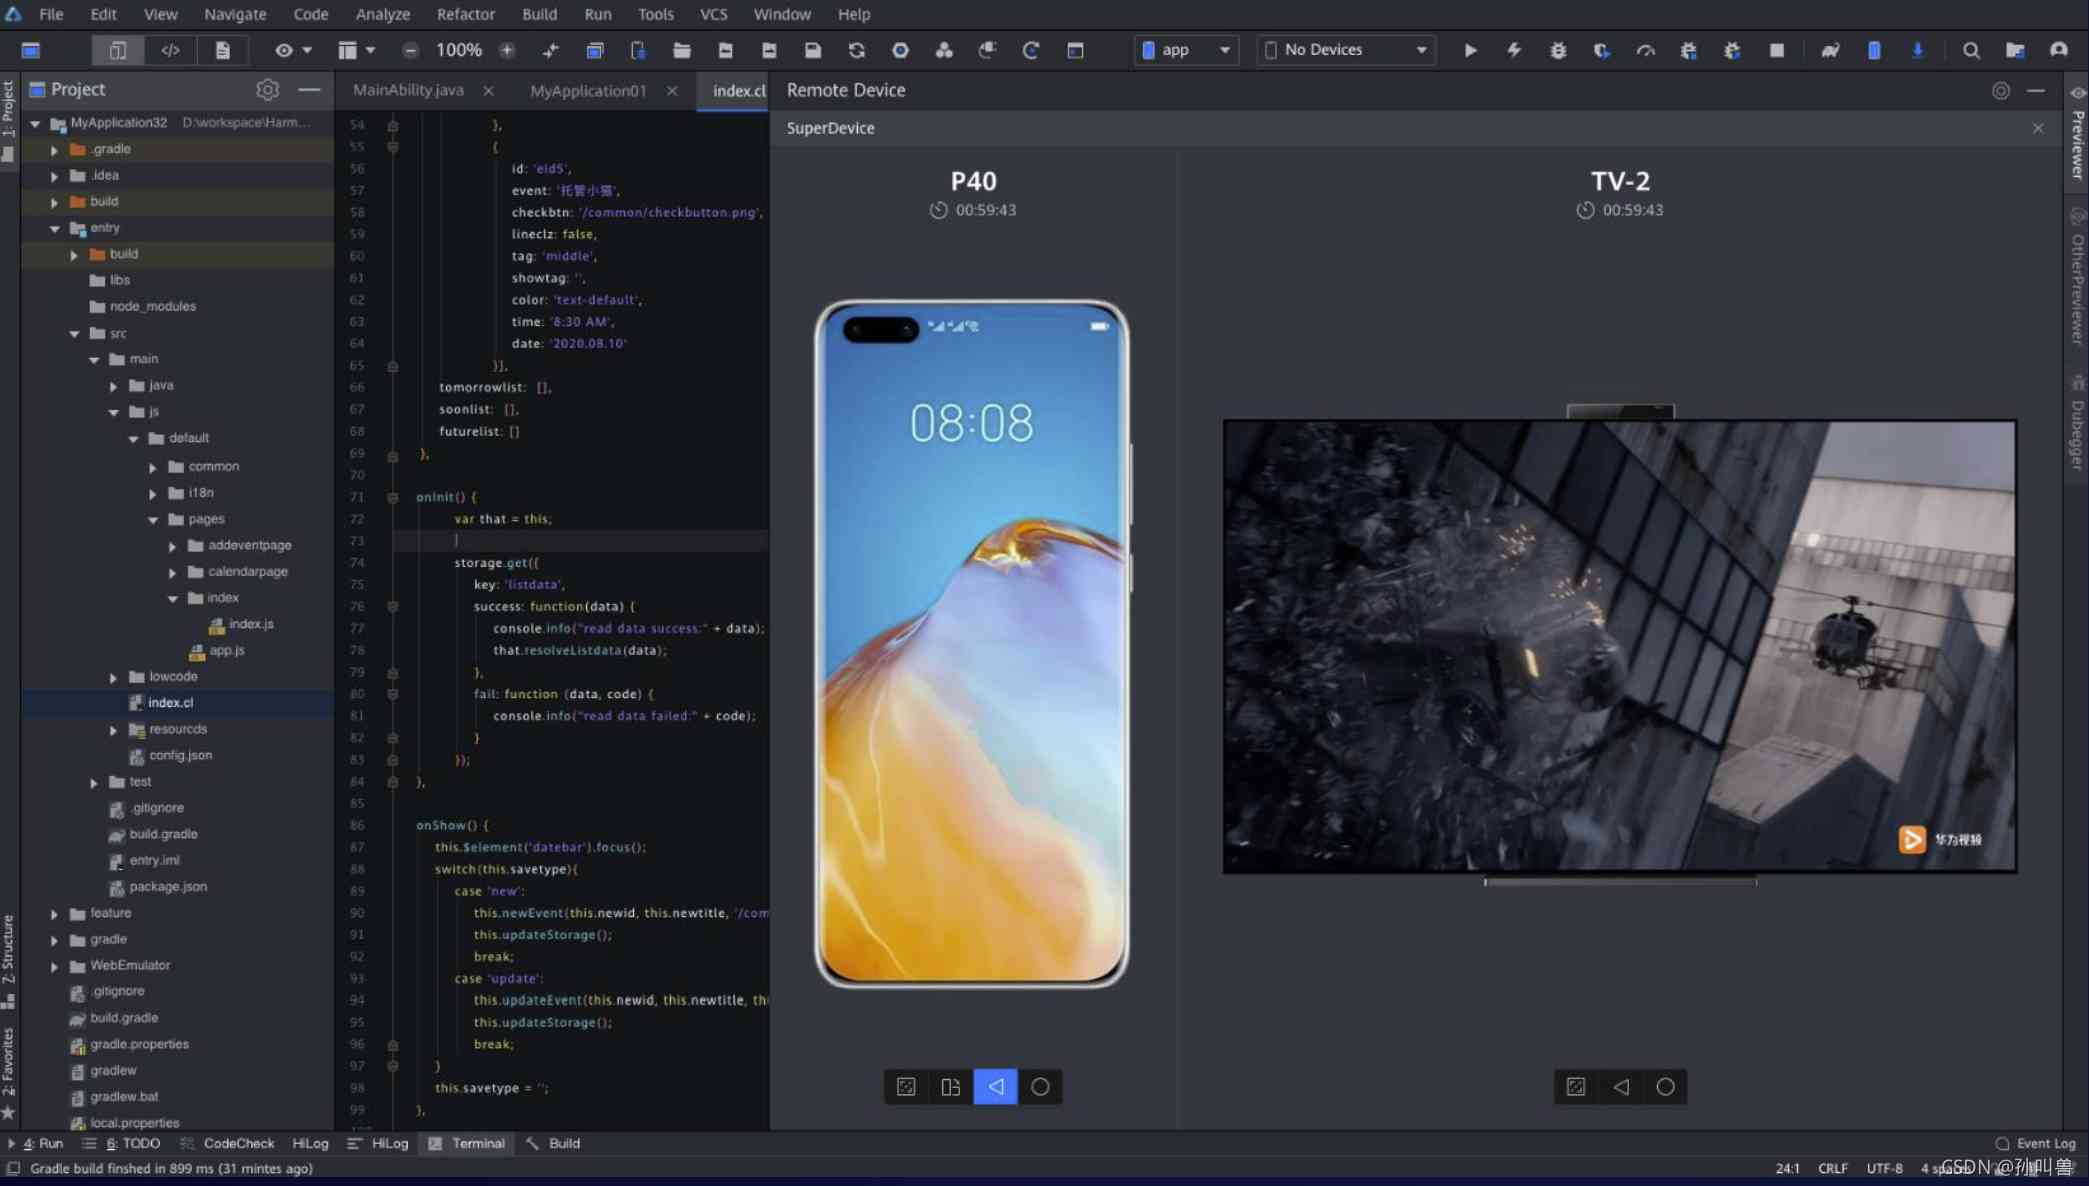 File Edit View Navigate Code Analyze Refactor Build Run Tools VCS Window Help
100% app No Devices
1: Project
Project
MyApplication32 D:\workspace\Harm...
.gradle
.idea
build
entry
build
libs
node_modules
src
main
java
js
default
common
i18n
pages
addeventpage
calendarpage
index
index.js
app.js
lowcode
index.cl
resourcds
config.json
test
.gitignore
build.gradle
entry.iml
package.json
feature
gradle
WebEmulator
.gitignore
build.gradle
gradle.properties
gradlew
gradlew.bat
local.properties
Z: Structure
2: Favorites
MainAbility.java MyApplication01 index.cl
54 },
55 {
56 id: 'eid5',
57 event: '托管小猫',
58 checkbtn: '/common/checkbutton.png',
59 lineclz: false,
60 tag: 'middle',
61 showtag: '',
62 color: 'text-default',
63 time: '8:30 AM',
64 date: '2020.08.10'
65 }],
66 tomorrowlist: [],
67 soonlist: [],
68 futurelist: []
69 },
70
71 onInit() {
72 var that = this;
73
74 storage.get({
75 key: 'listdata',
76 success: function(data) {
77 console.info("read data success:" + data);
78 that.resolveListdata(data);
79 },
80 fail: function (data, code) {
81 console.info("read data failed:" + code);
82 }
83 });
84 },
85
86 onShow() {
87 this.$element('datebar').focus();
88 switch(this.savetype){
89 case 'new':
90 this.newEvent(this.newid, this.newtitle, '/com
91 this.updateStorage();
92 break;
93 case 'update':
94 this.updateEvent(this.newid, this.newtitle, th
95 this.updateStorage();
96 break;
97 }
98 this.savetype = '';
99 },
Remote Device
SuperDevice
P40
00:59:43
08:08
TV-2
00:59:43
华为视频
Previewer
OtherPreviewer
Dubegger
4: Run 6: TODO CodeCheck HiLog HiLog Terminal Build Event Log
Gradle build finshed in 899 ms (31 mintes ago) 24:1 CRLF UTF-8 4 spaces
CSDN @孙叫兽